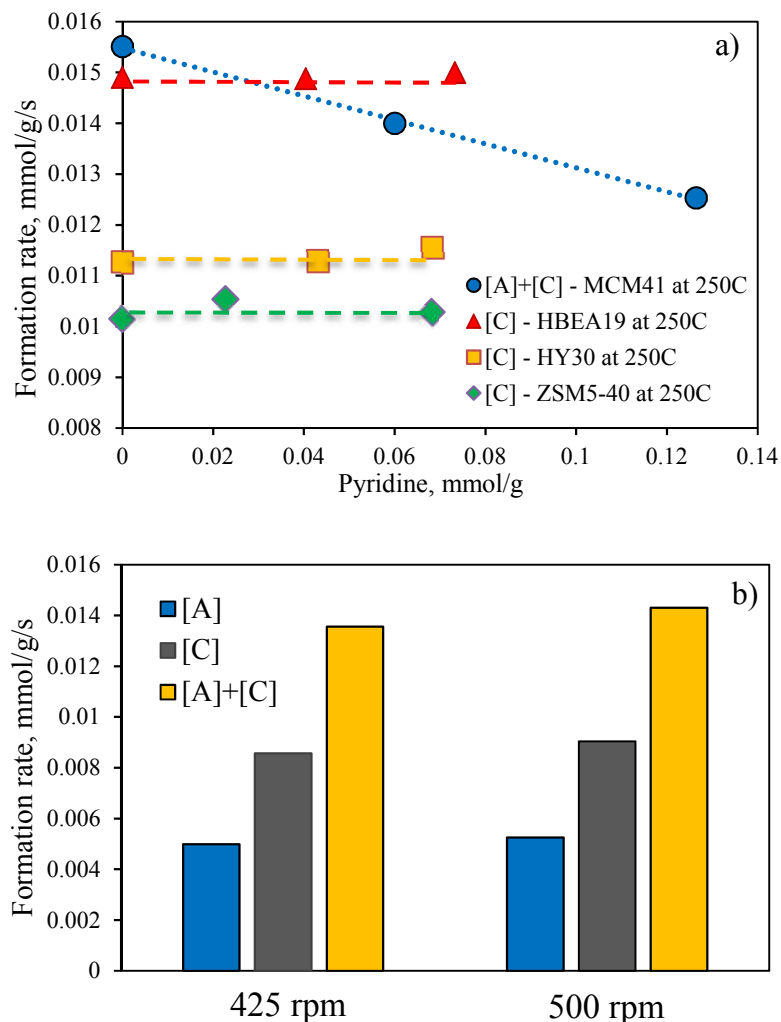 a)
Formation rate, mmol/g/s
0.016
0.015
0.014
0.013
0.012
0.011
0.01
0.009
0.008
[A]+[C] - MCM41 at 250C
[C] - HBEA19 at 250C
[C] - HY30 at 250C
[C] - ZSM5-40 at 250C
0 0.02 0.04 0.06 0.08 0.1 0.12 0.14
Pyridine, mmol/g
b)
Formation rate, mmol/g/s
0.016
0.014
0.012
0.01
0.008
0.006
0.004
0.002
0
[A]
[C]
[A]+[C]
425 rpm 500 rpm